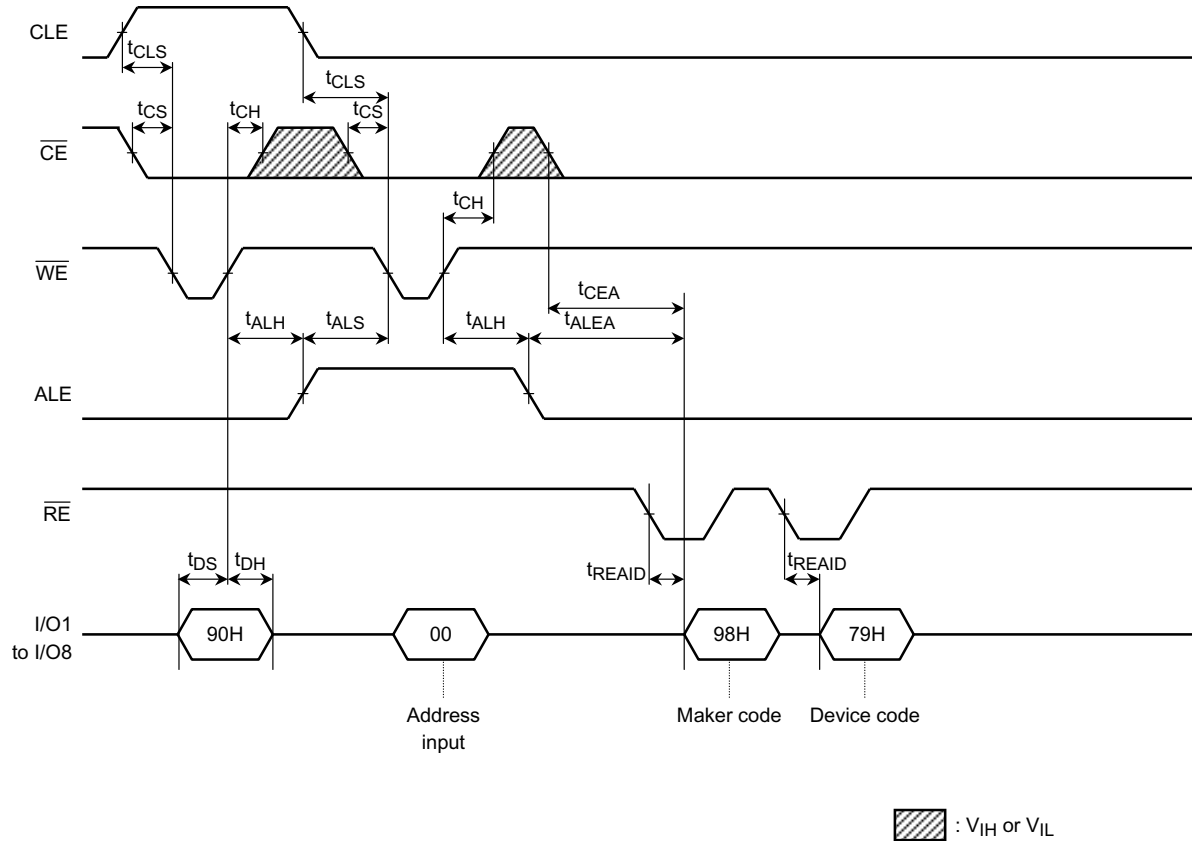 CLE
tCLS
tCLS
tCS
tCH
tCS
CE
tCH
WE
tCEA
tALH
tALS
tALH
tALEA
ALE
RE
tDS
tDH
tREAID
tREAID
I/O1
to I/O8
90H
00
98H
79H
Address
input
Maker code
Device code
: VIH or VIL